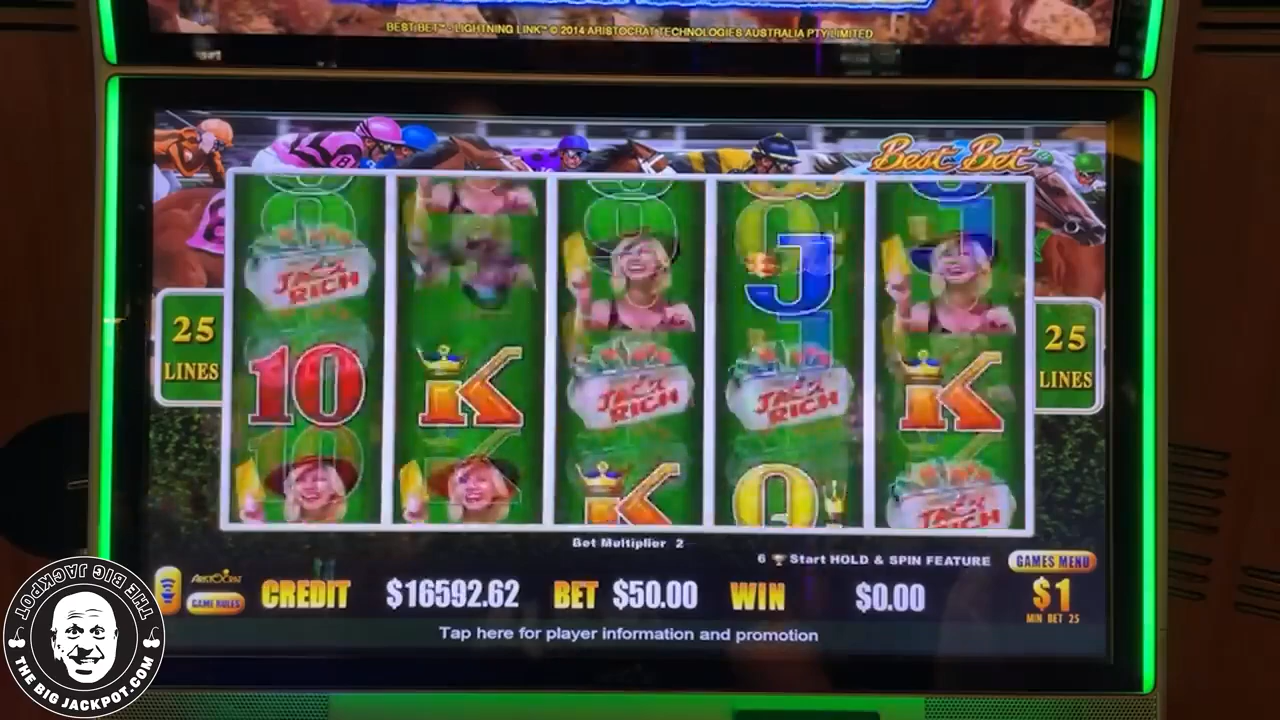 BEST BET™ - LIGHTNING LINK™ © 2014 ARISTOCRAT TECHNOLOGIES AUSTRALIA PTY LIMITED
Best Bet
8
25
LINES
25
LINES
JACK
RICH
J
10
K
JACK
RICH
JACK
RICH
K
K
Q
JACK
RICH
Bet Multiplier 2
6 Start HOLD & SPIN FEATURE
GAMES MENU
ARISTOCRAT
GAME RULES
CREDIT $16592.62 BET $50.00 WIN $0.00
$1
MIN BET 25
Tap here for player information and promotion
THE BIG JACKPOT
THE BIG JACKPOT.COM